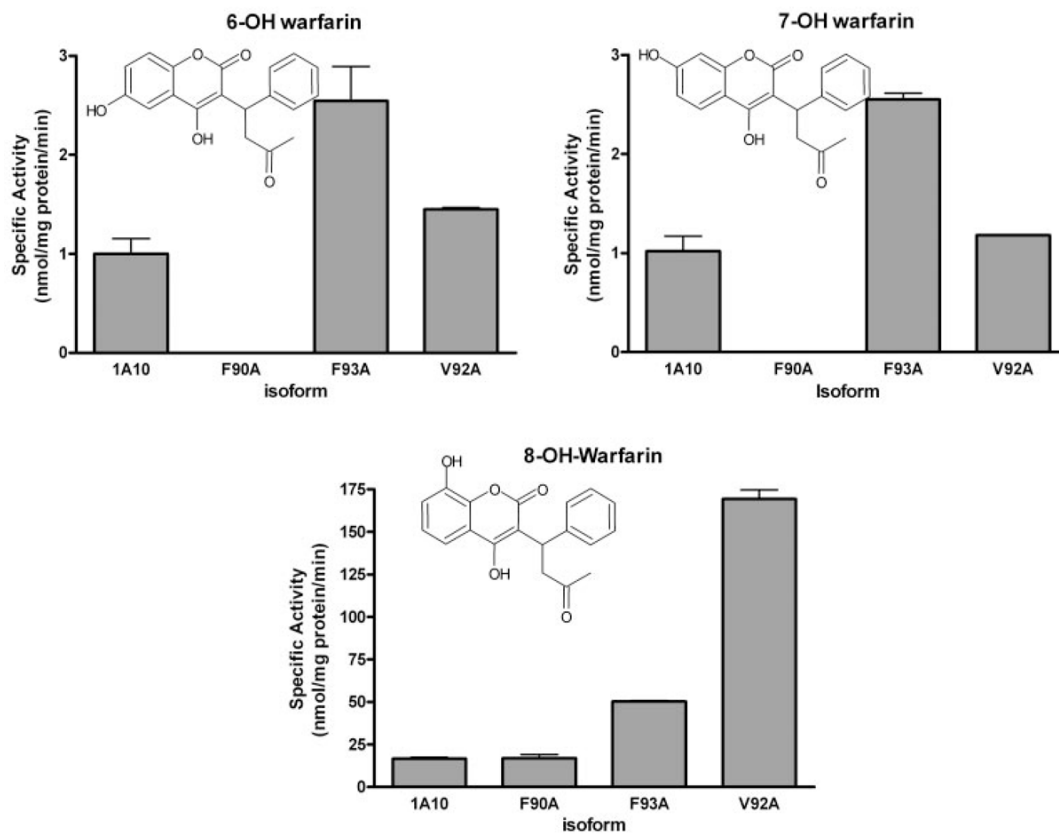 6-OH warfarin
Specific Activity
(nmol/mg protein/min)
3
2
1
0
HO
O
O
OH
O
1A10
F90A
F93A
V92A
isoform
7-OH warfarin
Specific Activity
(nmol/mg protein/min)
3
2
1
0
HO
O
O
OH
O
1A10
F90A
F93A
V92A
Isoform
8-OH-Warfarin
Specific Activity
(nmol/mg protein/min)
175
150
125
100
75
50
25
0
OH
O
O
OH
O
1A10
F90A
F93A
V92A
isoform